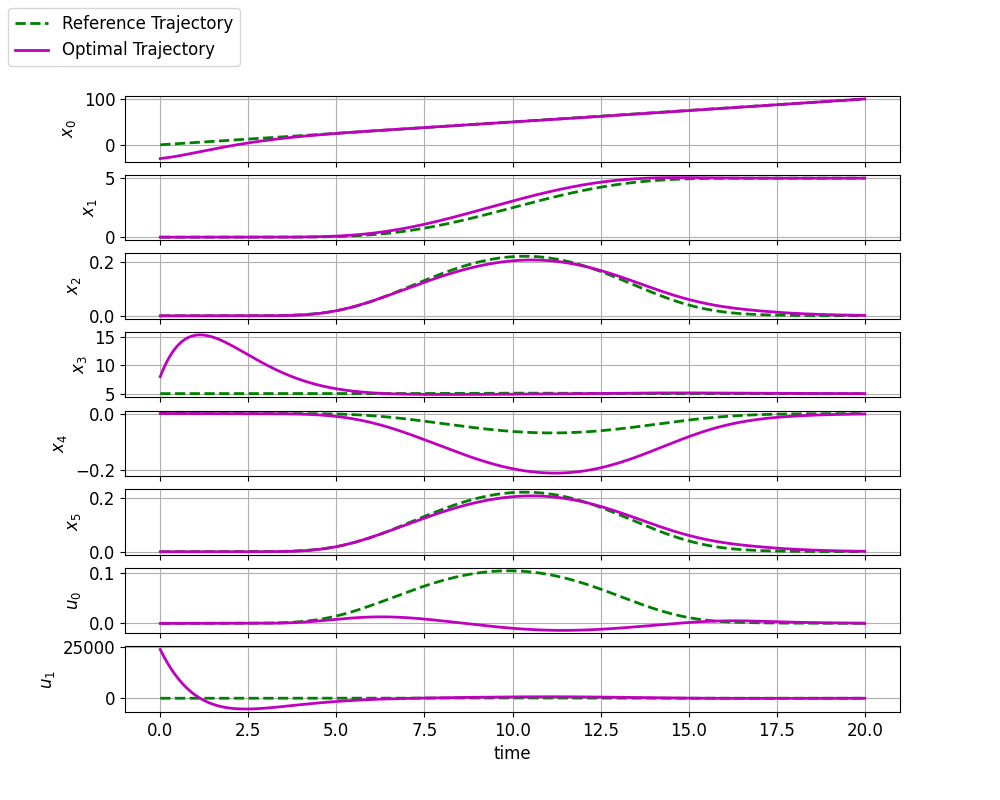 Reference Trajectory
Optimal Trajectory
100
0
x₀
5
0
x₁
0.2
0.0
x₂
15
10
5
x₃
0.0
−0.2
x₄
0.2
0.0
x₅
0.1
0.0
u₀
25000
0
u₁
0.0 2.5 5.0 7.5 10.0 12.5 15.0 17.5 20.0
time